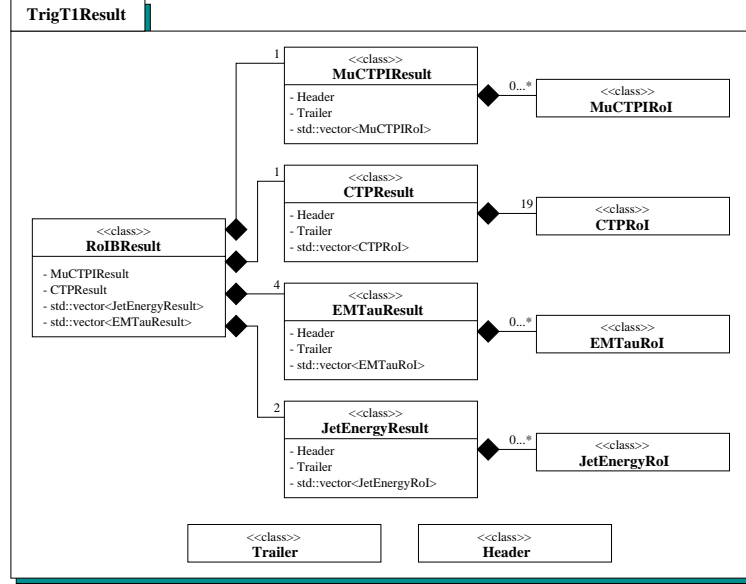 TrigT1Result
<<class>>
MuCTPIResult
- Header
- Trailer
- std::vector<MuCTPIRoI>
1
0...*
<<class>>
MuCTPIRoI
<<class>>
CTPResult
- Header
- Trailer
- std::vector<CTPRoI>
1
19
<<class>>
CTPRoI
<<class>>
RoIBResult
- MuCTPIResult
- CTPResult
- std::vector<JetEnergyResult>
- std::vector<EMTauResult>
4
<<class>>
EMTauResult
- Header
- Trailer
- std::vector<EMTauRoI>
0...*
<<class>>
EMTauRoI
2
<<class>>
JetEnergyResult
- Header
- Trailer
- std::vector<JetEnergyRoI>
0...*
<<class>>
JetEnergyRoI
<<class>>
Trailer
<<class>>
Header